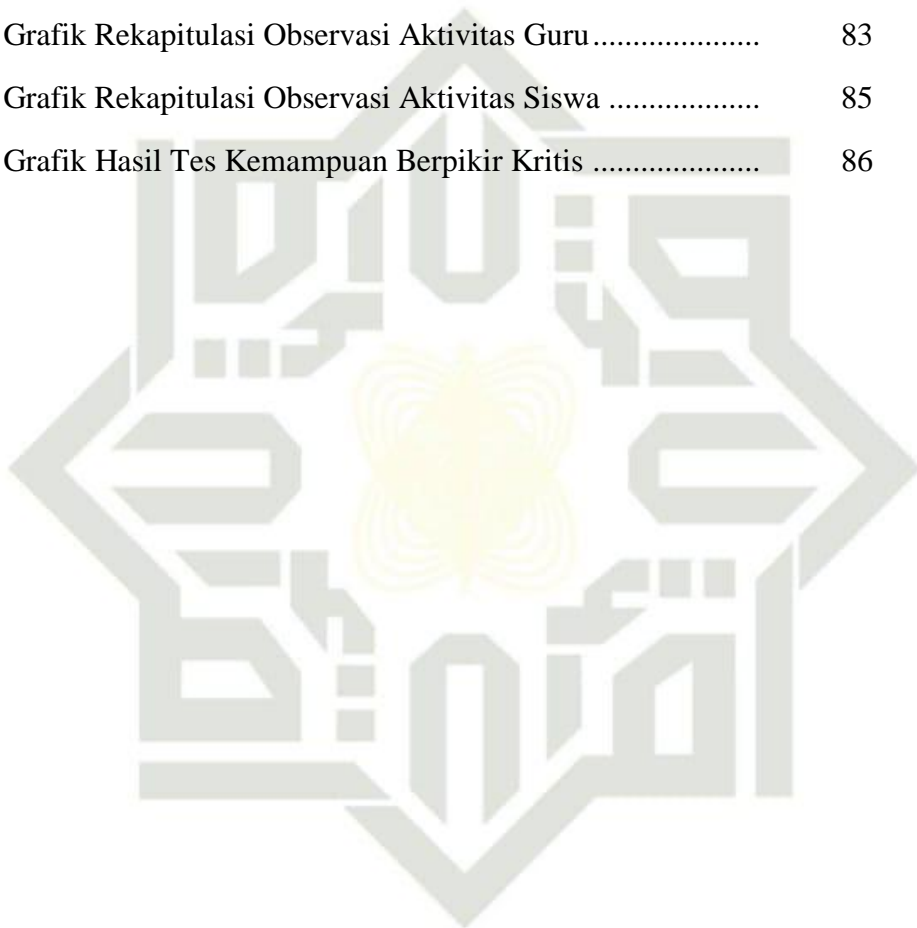 Grafik Rekapitulasi Observasi Aktivitas Guru..................... 83
Grafik Rekapitulasi Observasi Aktivitas Siswa ................... 85
Grafik Hasil Tes Kemampuan Berpikir Kritis ..................... 86